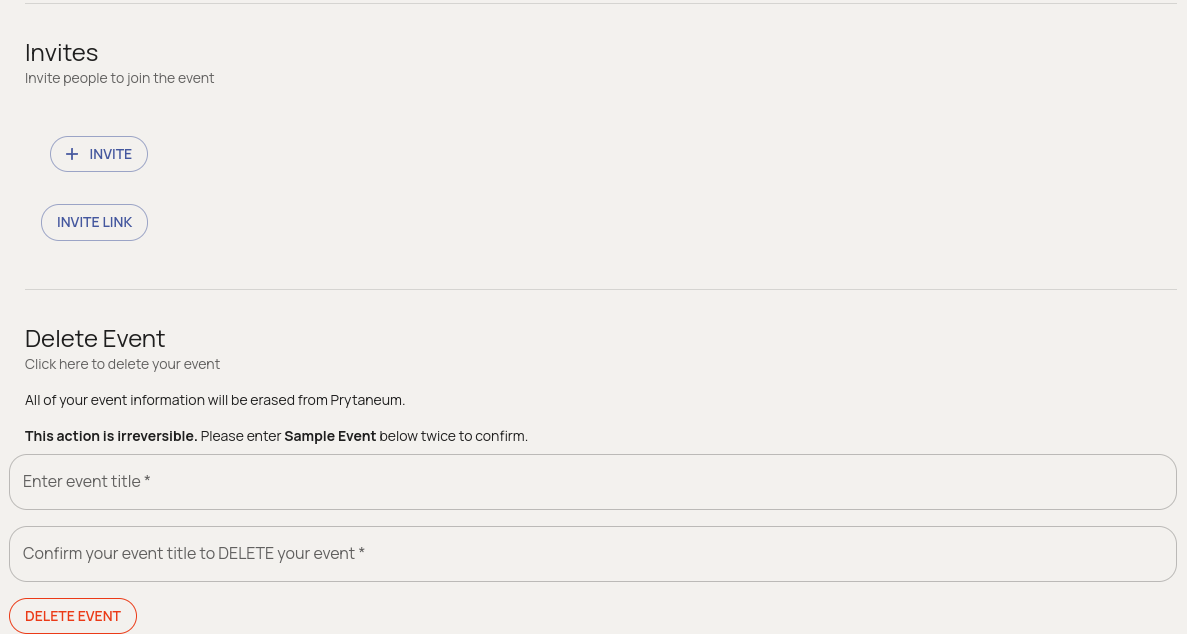 Invites
Invite people to join the event
+ INVITE
INVITE LINK
Delete Event
Click here to delete your event
All of your event information will be erased from Prytaneum.
This action is irreversible. Please enter Sample Event below twice to confirm.
Enter event title *
Confirm your event title to DELETE your event *
DELETE EVENT